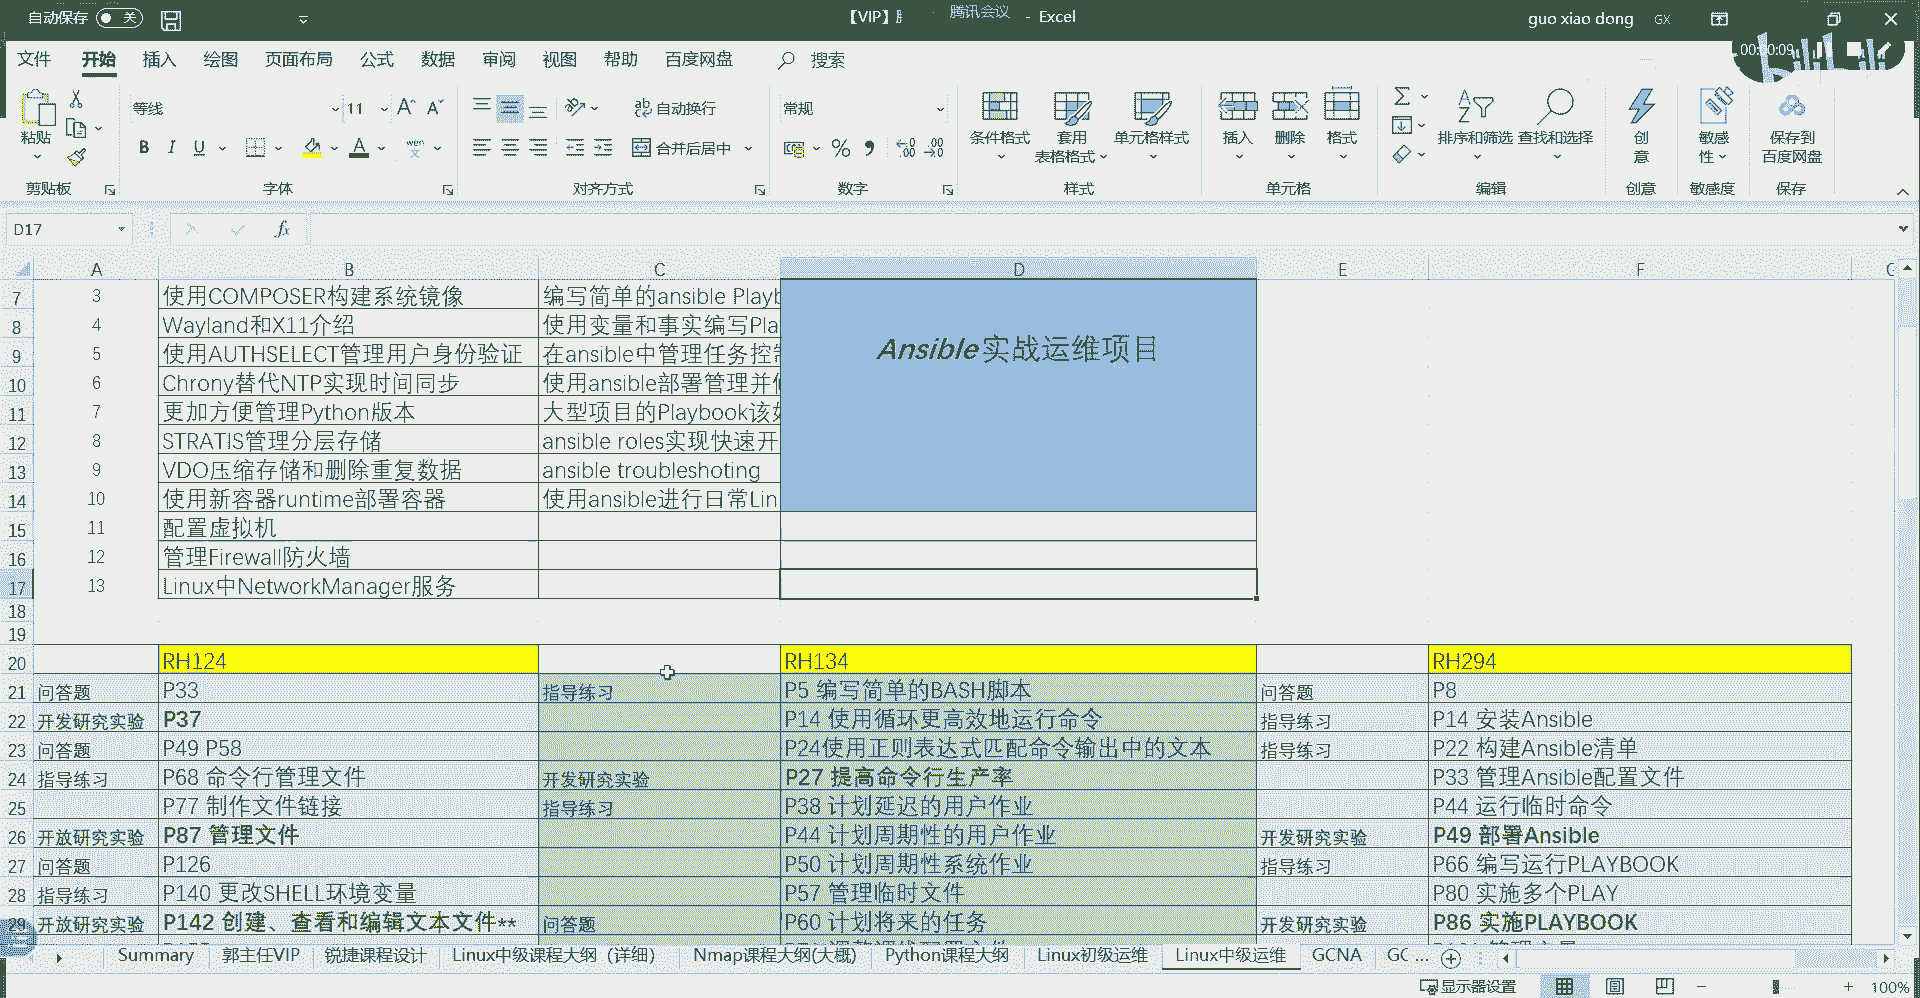 自动保存 关 【VIP】 腾讯会议 - Excel guo xiao dong GX
文件 开始 插入 绘图 页面布局 公式 数据 审阅 视图 帮助 百度网盘 搜索
00:00:09
bilibili
等线 11 自动换行 常规
粘贴 B I U A wén 文 合并后居中 % 条件格式 套用 表格格式 单元格样式 插入 删除 格式 排序和筛选 查找和选择 创意 敏感性 保存到 百度网盘
剪贴板 字体 对齐方式 数字 样式 单元格 编辑 创意 敏感度 保存
D17 fx
A B C D E F G
7 3 使用COMPOSER构建系统镜像 编写简单的ansible Playb
8 4 Wayland和X11介绍 使用变量和事实编写Pla
9 5 使用AUTHSELECT管理用户身份验证 在ansible中管理任务控制 Ansible实战运维项目
10 6 Chrony替代NTP实现时间同步 使用ansible部署管理并
11 7 更加方便管理Python版本 大型项目的Playbook该
12 8 STRATIS管理分层存储 ansible roles实现快速开
13 9 VDO压缩存储和删除重复数据 ansible troubleshoting
14 10 使用新容器runtime部署容器 使用ansible进行日常Lin
15 11 配置虚拟机
16 12 管理Firewall防火墙
17 13 Linux中NetworkManager服务
18
19
20 RH124 RH134 RH294
21 问答题 P33 指导练习 P5 编写简单的BASH脚本 问答题 P8
22 开发研究实验 P37 P14 使用循环更高效地运行命令 指导练习 P14 安装Ansible
23 问答题 P49 P58 P24使用正则表达式匹配命令输出中的文本 指导练习 P22 构建Ansible清单
24 指导练习 P68 命令行管理文件 开发研究实验 P27 提高命令行生产率 P33 管理Ansible配置文件
25 P77 制作文件链接 指导练习 P38 计划延迟的用户作业 P44 运行临时命令
26 开放研究实验 P87 管理文件 P44 计划周期性的用户作业 开发研究实验 P49 部署Ansible
27 问答题 P126 P50 计划周期性系统作业 指导练习 P66 编写运行PLAYBOOK
28 指导练习 P140 更改SHELL环境变量 P57 管理临时文件 P80 实施多个PLAY
29 开放研究实验 P142 创建、查看和编辑文本文件** 问答题 P60 计划将来的任务 开发研究实验 P86 实施PLAYBOOK
Summary 郭主任VIP 锐捷课程设计 Linux中级课程大纲（详细） Nmap课程大纲(大概) Python课程大纲 Linux初级运维 Linux中级运维 GCNA GC ...
显示器设置 100%